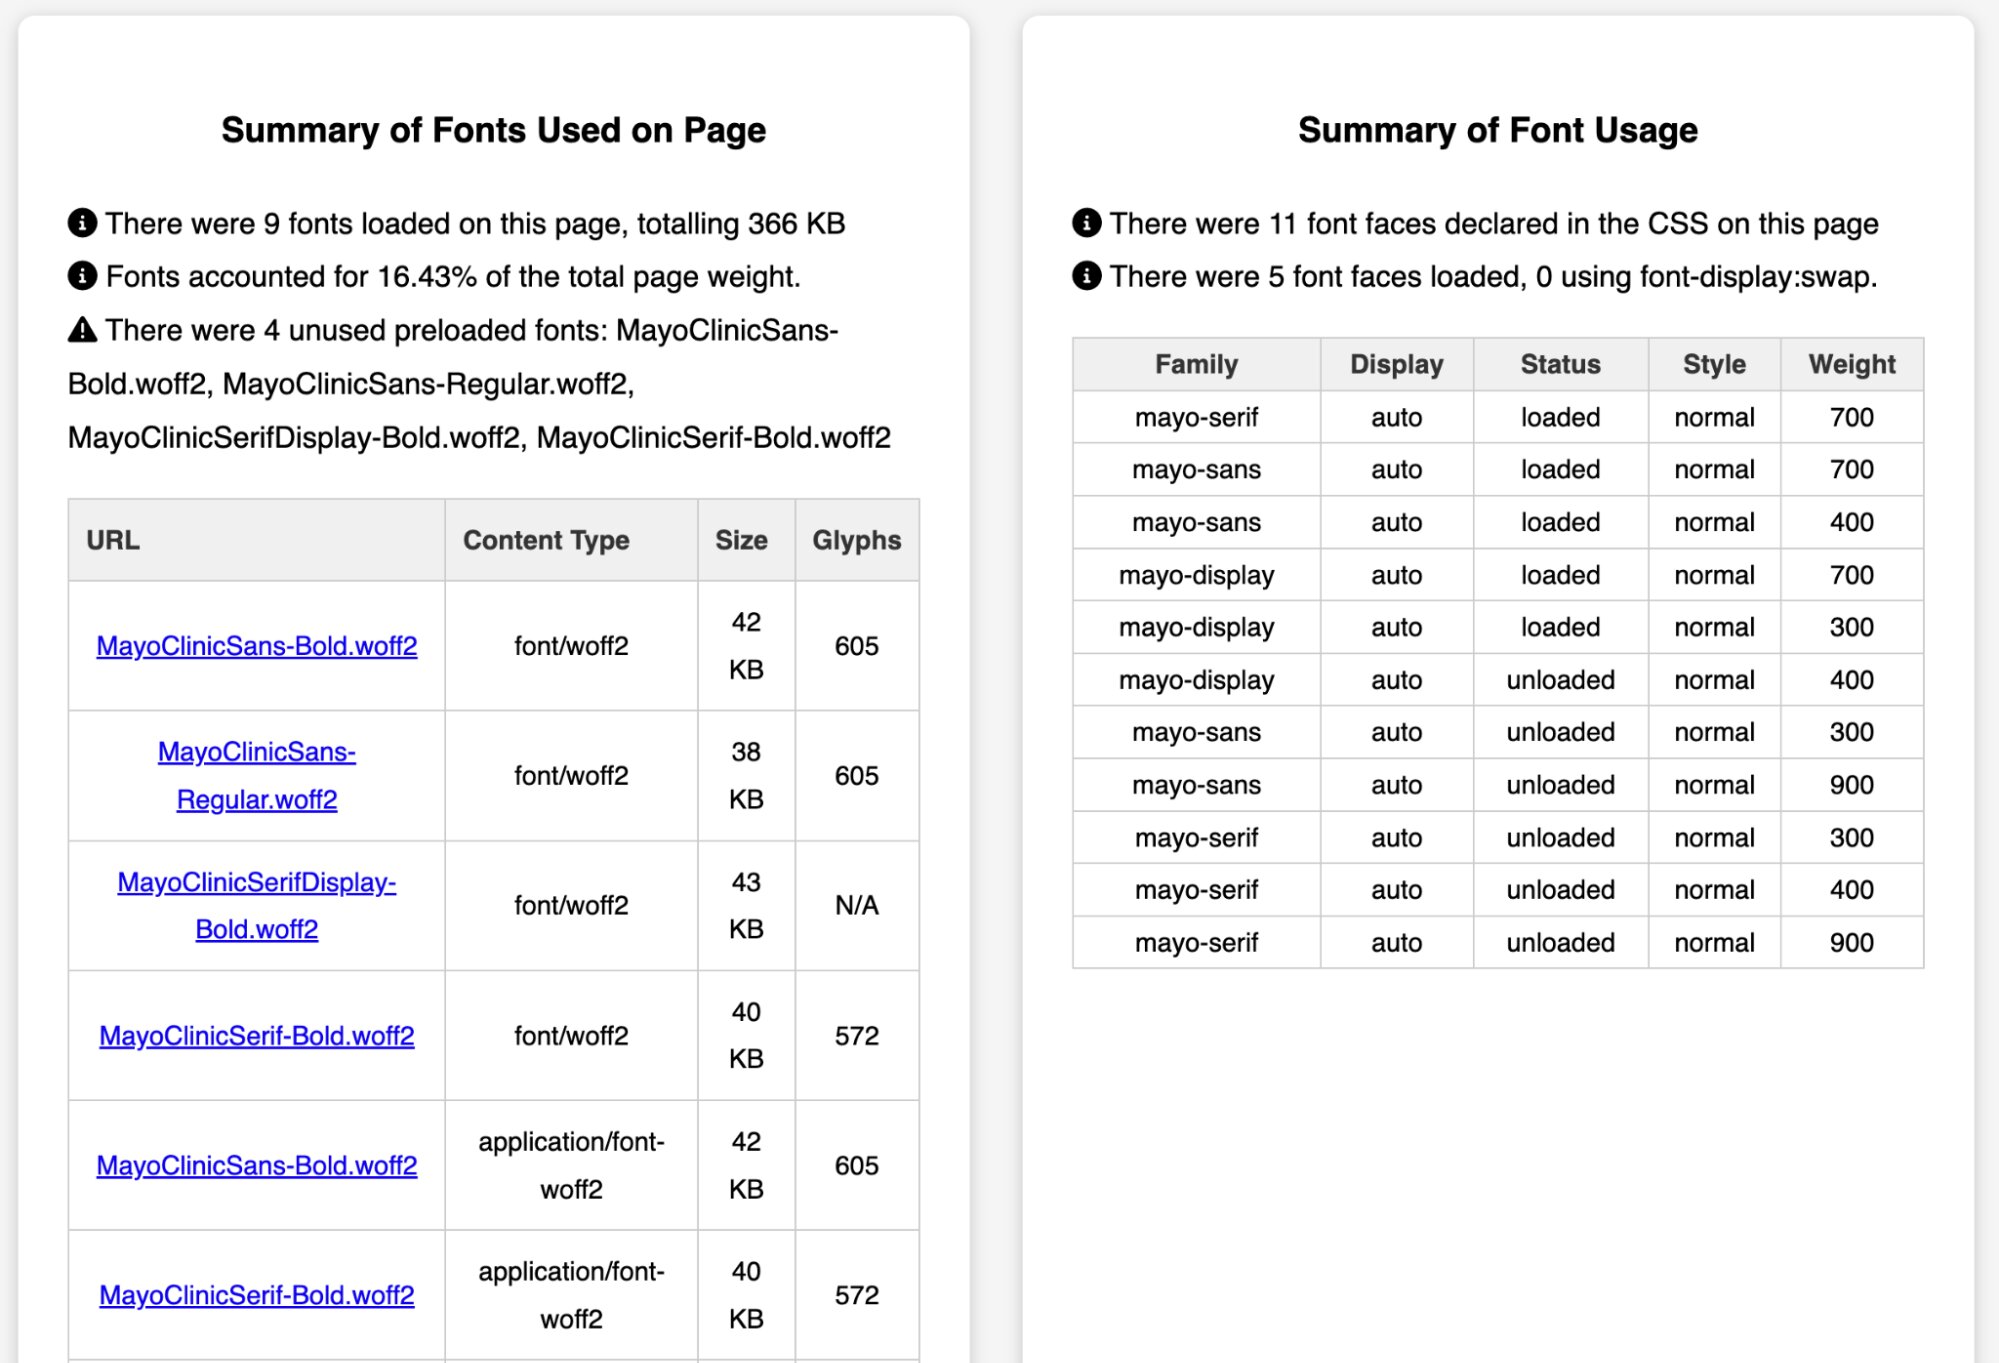 Summary of Fonts Used on Page
There were 9 fonts loaded on this page, totalling 366 KB
Fonts accounted for 16.43% of the total page weight.
There were 4 unused preloaded fonts: MayoClinicSans-
Bold.woff2, MayoClinicSans-Regular.woff2,
MayoClinicSerifDisplay-Bold.woff2, MayoClinicSerif-Bold.woff2
URL Content Type Size Glyphs
MayoClinicSans-Bold.woff2 font/woff2 42 KB 605
MayoClinicSans-
Regular.woff2 font/woff2 38 KB 605
MayoClinicSerifDisplay-
Bold.woff2 font/woff2 43 KB N/A
MayoClinicSerif-Bold.woff2 font/woff2 40 KB 572
MayoClinicSans-Bold.woff2 application/font-
woff2 42 KB 605
MayoClinicSerif-Bold.woff2 application/font-
woff2 40 KB 572
Summary of Font Usage
There were 11 font faces declared in the CSS on this page
There were 5 font faces loaded, 0 using font-display:swap.
Family Display Status Style Weight
mayo-serif auto loaded normal 700
mayo-sans auto loaded normal 700
mayo-sans auto loaded normal 400
mayo-display auto loaded normal 700
mayo-display auto loaded normal 300
mayo-display auto unloaded normal 400
mayo-sans auto unloaded normal 300
mayo-sans auto unloaded normal 900
mayo-serif auto unloaded normal 300
mayo-serif auto unloaded normal 400
mayo-serif auto unloaded normal 900